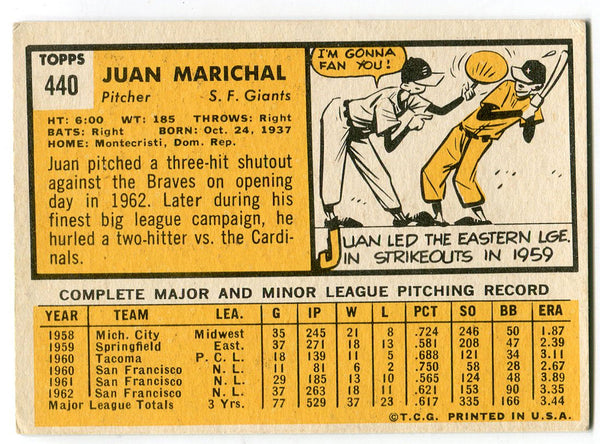 TOPPS
440
JUAN MARICHAL
Pitcher S. F. Giants
HT: 6:00 WT: 185 THROWS: Right
BATS: Right BORN: Oct. 24, 1937
HOME: Montecristi, Dom. Rep.
Juan pitched a three-hit shutout
against the Braves on opening
day in 1962. Later during his
finest big league campaign, he
hurled a two-hitter vs. the Cardi-
nals.
I'M GONNA
FAN YOU!
JUAN LED THE EASTERN LGE.
IN STRIKEOUTS IN 1959
COMPLETE MAJOR AND MINOR LEAGUE PITCHING RECORD
YEAR TEAM LEA. G IP W L PCT SO BB ERA
1958 Mich. City Midwest 35 245 21 8 .724 246 50 1.87
1959 Springfield East. 37 271 18 13 .581 208 47 2.39
1960 Tacoma P. C. L. 18 139 11 5 .688 121 34 3.11
1960 San Francisco N. L. 11 81 6 2 .750 58 28 2.67
1961 San Francisco N. L. 29 185 13 10 .565 124 48 3.89
1962 San Francisco N. L. 37 263 18 11 .621 153 90 3.35
Major League Totals 3 Yrs. 77 529 37 23 .617 335 166 3.44
©T.C.G. PRINTED IN U.S.A.